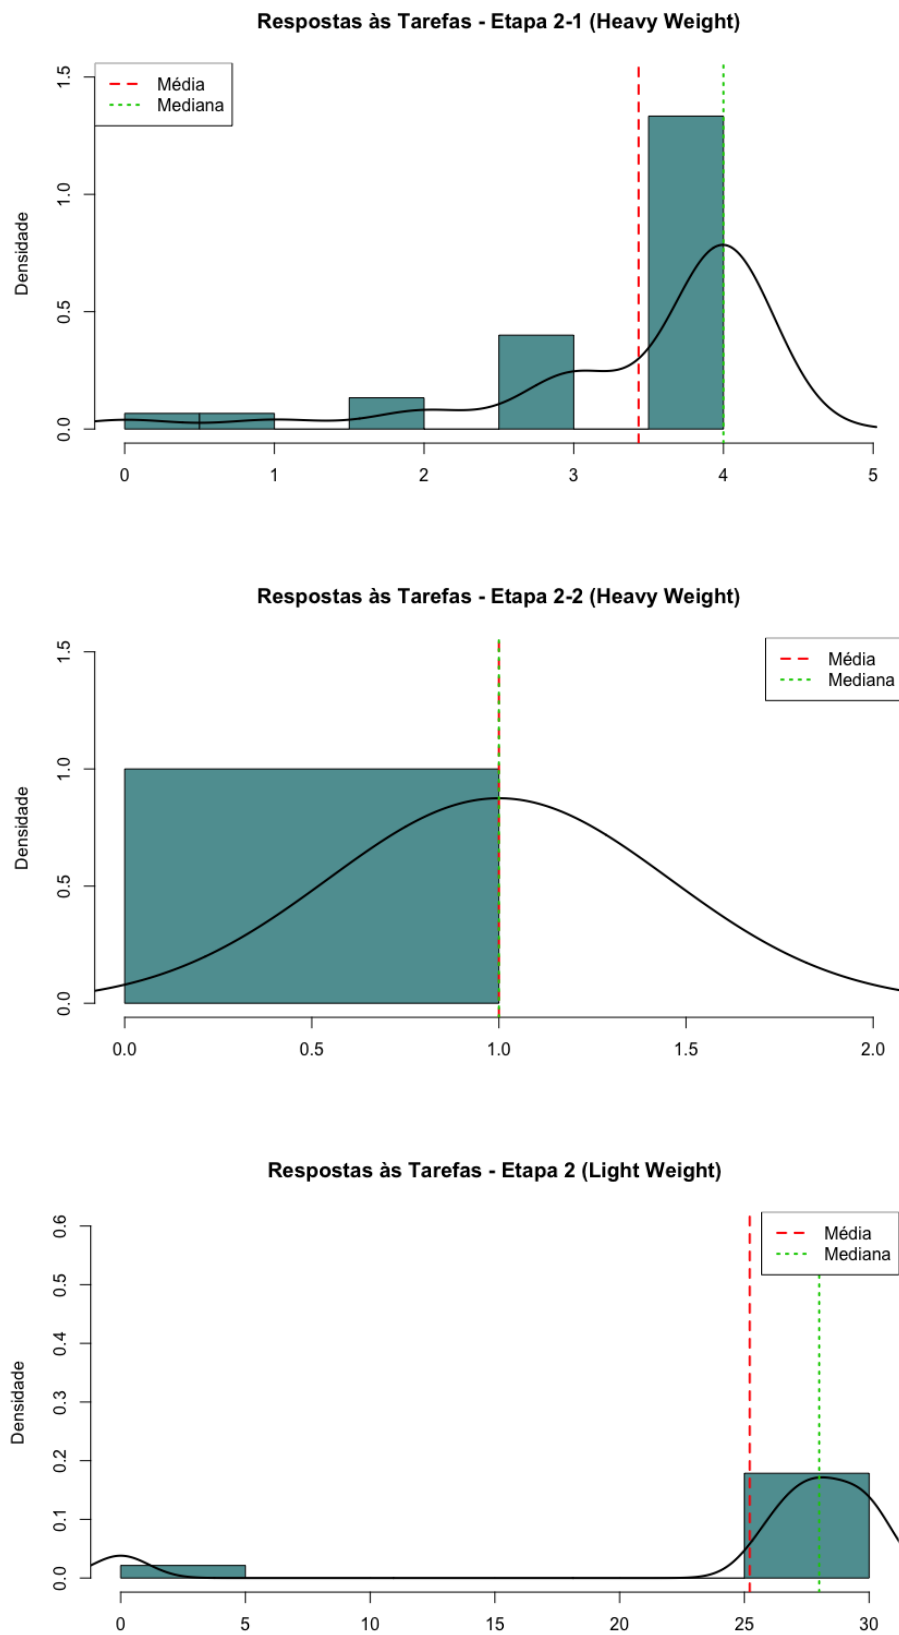 Respostas às Tarefas - Etapa 2-1 (Heavy Weight)
Média
Mediana
Densidade
0.0 0.5 1.0 1.5
0 1 2 3 4 5
Respostas às Tarefas - Etapa 2-2 (Heavy Weight)
Média
Mediana
Densidade
0.0 0.5 1.0 1.5
0.0 0.5 1.0 1.5 2.0
Respostas às Tarefas - Etapa 2 (Light Weight)
Média
Mediana
Densidade
0.0 0.1 0.2 0.3 0.4 0.5 0.6
0 5 10 15 20 25 30